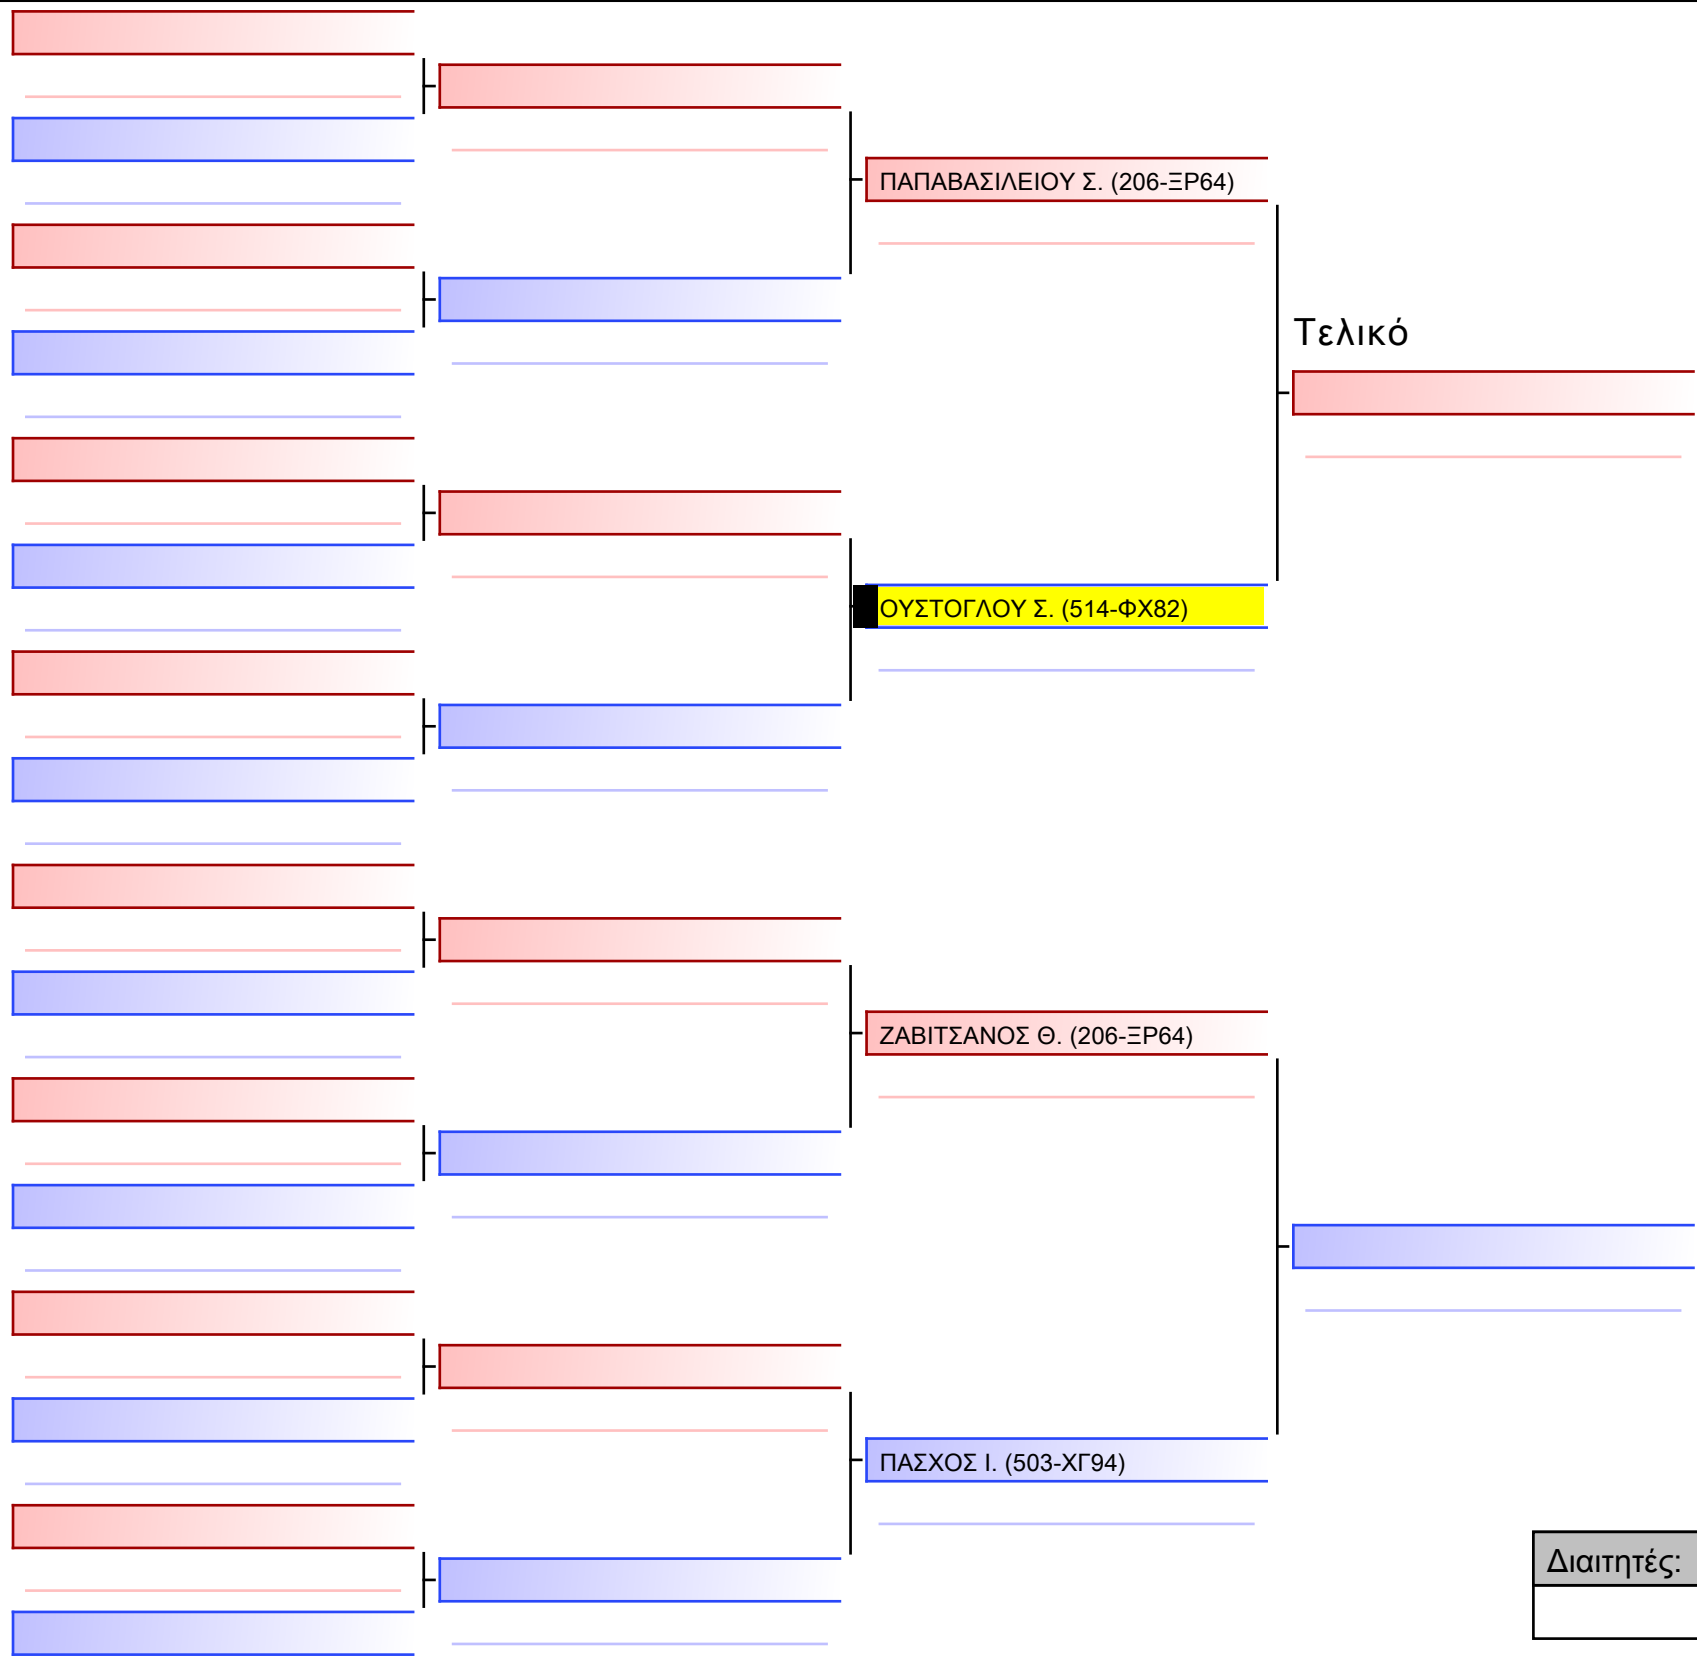 ΠΑΠΑΒΑΣΙΛΕΙΟΥ Σ. (206-ΞΡ64)
Τελικό
ΟΥΣΤΟΓΛΟΥ Σ. (514-ΦΧ82)
ΖΑΒΙΤΣΑΝΟΣ Θ. (206-ΞΡ64)
ΠΑΣΧΟΣ Ι. (503-ΧΓ94)
Διαιτητές: